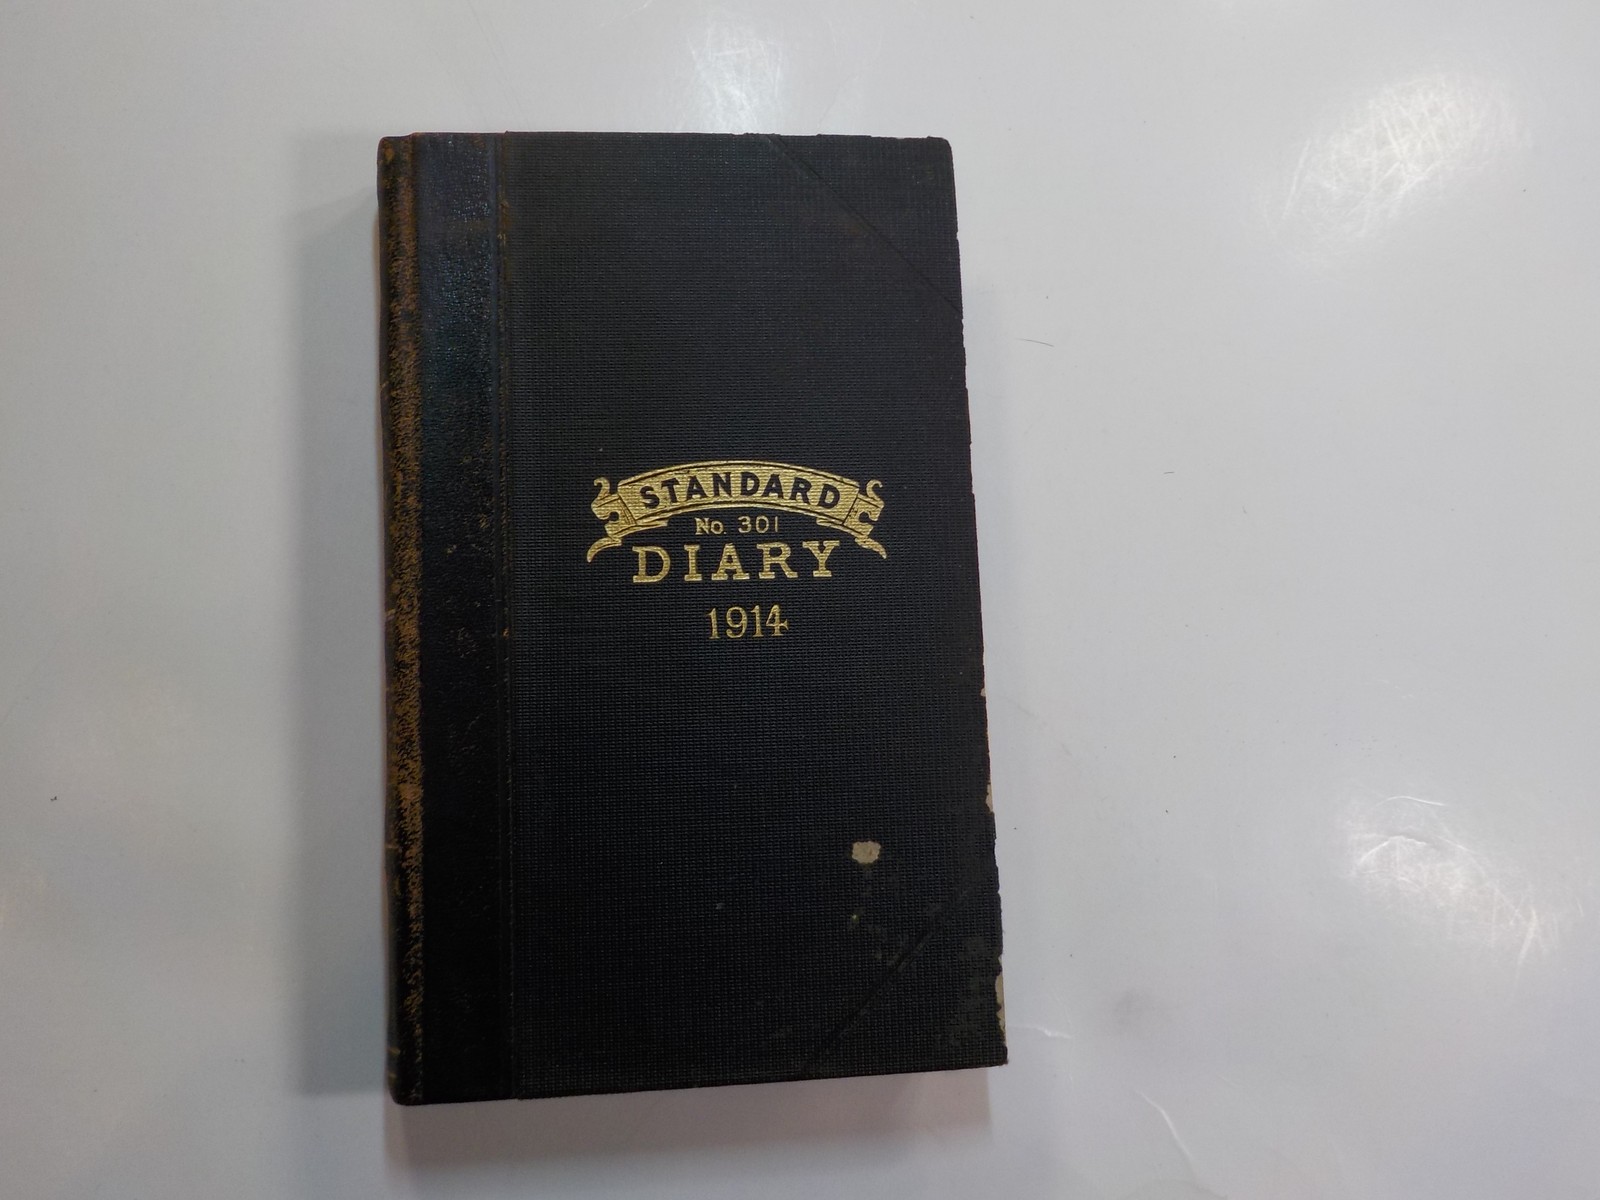 STANDARD
No. 301
DIARY
1914